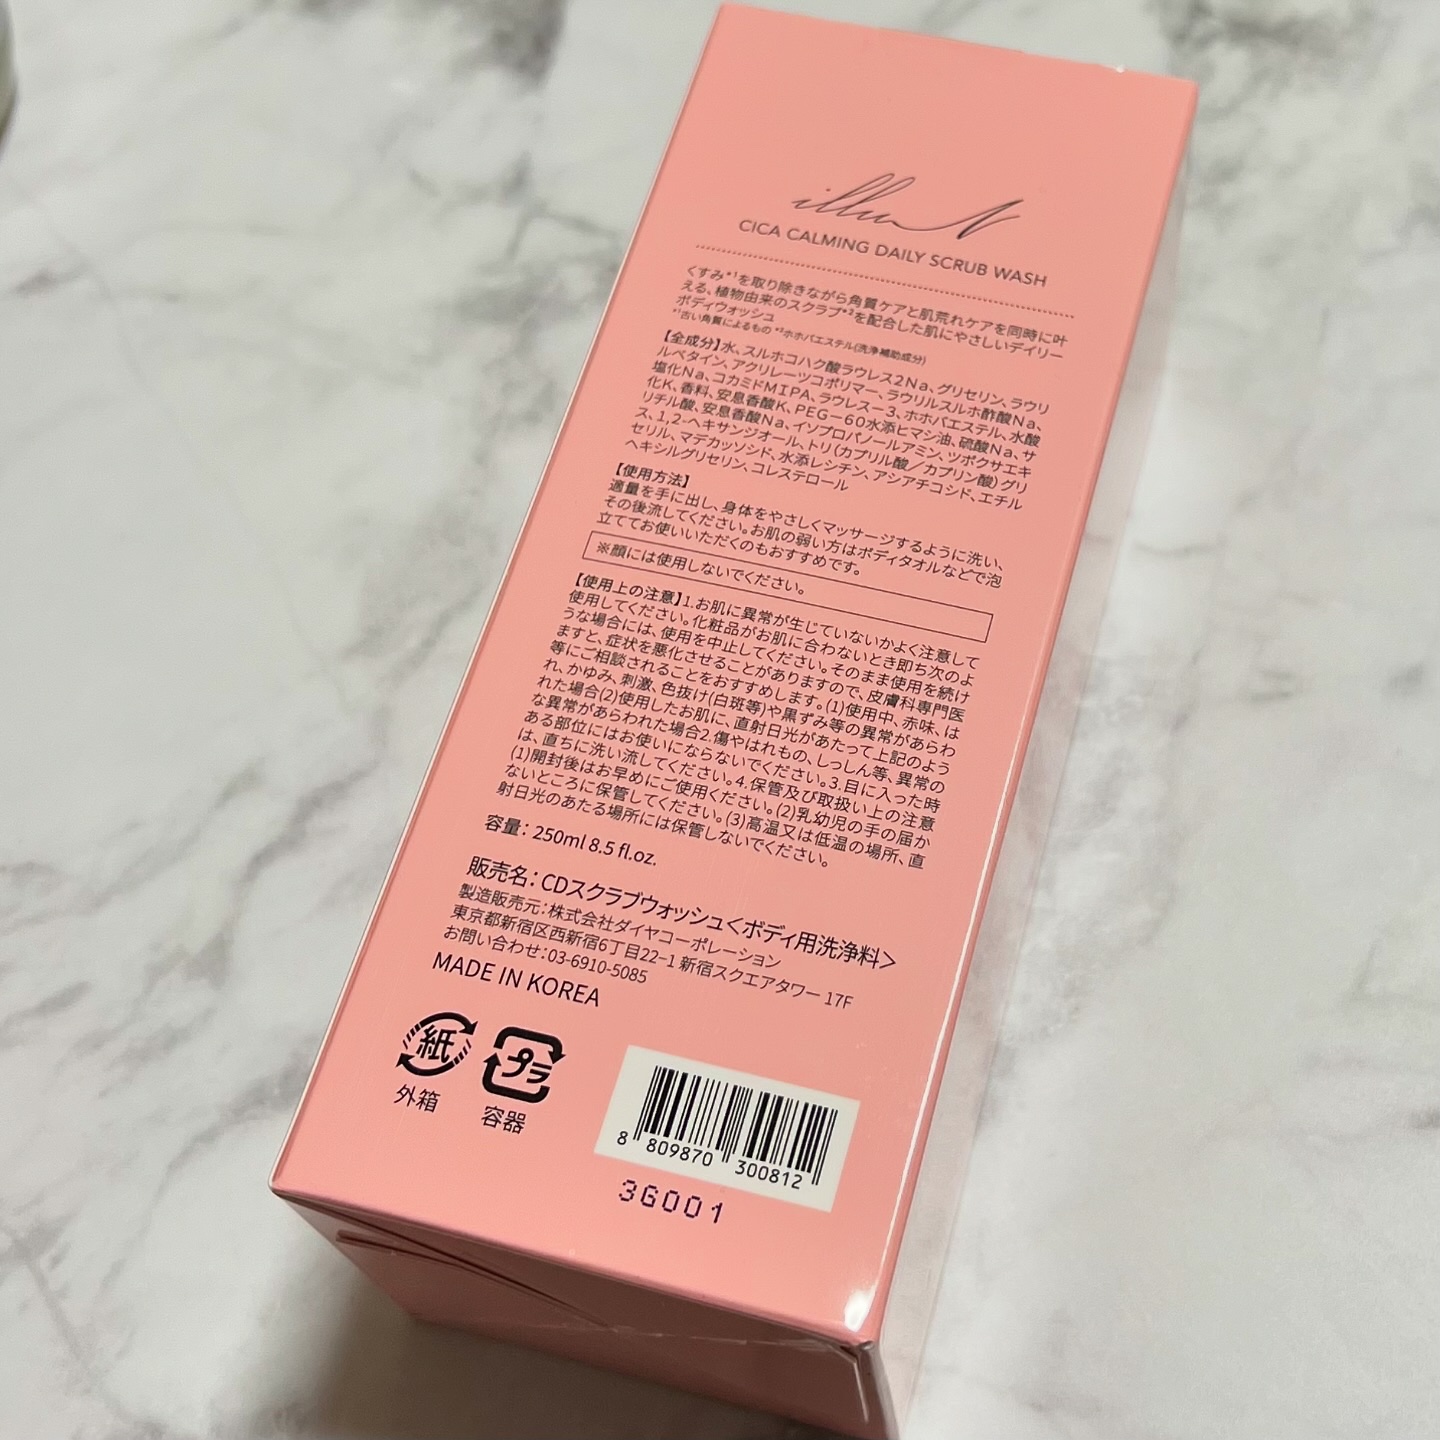 illuN
CICA CALMING DAILY SCRUB WASH
くすみ*¹を取り除きながら角質ケアと肌荒れケアを同時に叶
える、植物由来のスクラブ*²を配合した肌にやさしいデイリー
ボディウォッシュ
*¹古い角質によるもの *²ホホバエステル(洗浄補助成分)
【全成分】水、スルホコハク酸ラウレス2Na、グリセリン、ラウリ
ルベタイン、アクリレーツコポリマー、ラウリルスルホ酢酸Na、
塩化Na、コカミドMIPA、ラウレス－3、ホホバエステル、水酸
化K、香料、安息香酸K、PEG－60水添ヒマシ油、硫酸Na、サ
リチル酸、安息香酸Na、イソプロパノールアミン、ツボクサエキ
ス、1,2-ヘキサンジオール、トリ(カプリル酸／カプリン酸)グリ
セリル、マデカッソシド、水添レシチン、アシアチコシド、エチル
ヘキシルグリセリン、コレステロール
【使用方法】
適量を手に出し、身体をやさしくマッサージするように洗い、
その後流してください。お肌の弱い方はボディタオルなどで泡
立ててお使いいただくのもおすすめです。
※顔には使用しないでください。
【使用上の注意】1.お肌に異常が生じていないかよく注意して
使用してください。化粧品がお肌に合わないとき即ち次のよ
うな場合には、使用を中止してください。そのまま使用を続け
ますと、症状を悪化させることがありますので、皮膚科専門医
等にご相談されることをおすすめします。(1)使用中、赤味、は
れ、かゆみ、刺激、色抜け(白斑等)や黒ずみ等の異常があらわ
れた場合(2)使用したお肌に、直射日光があたって上記のよう
な異常があらわれた場合2.傷やはれもの、しっしん等、異常の
ある部位にはお使いにならないでください。3.目に入った時
は、直ちに洗い流してください。4.保管及び取扱い上の注意
(1)開封後はお早めにご使用ください。(2)乳幼児の手の届か
ないところに保管してください。(3)高温又は低温の場所、直
射日光のあたる場所には保管しないでください。
容量：250ml 8.5 fl.oz.
販売名：CDスクラブウォッシュ＜ボディ用洗浄料＞
製造販売元：株式会社ダイヤコーポレーション
東京都新宿区西新宿6丁目22−1 新宿スクエアタワー 17F
お問い合わせ：03-6910-5085
MADE IN KOREA
紙 プラ
外箱 容器
8 809870 300812
3G001